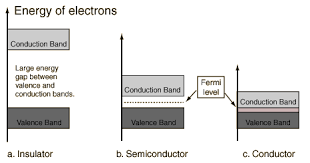 Energy of electrons
Conduction Band
Large energy
gap between
valence and
conduction bands.
Valence Band
a. Insulator
Conduction Band
Valence Band
b. Semiconductor
Fermi
level
Conduction Band
Valence Band
c. Conductor